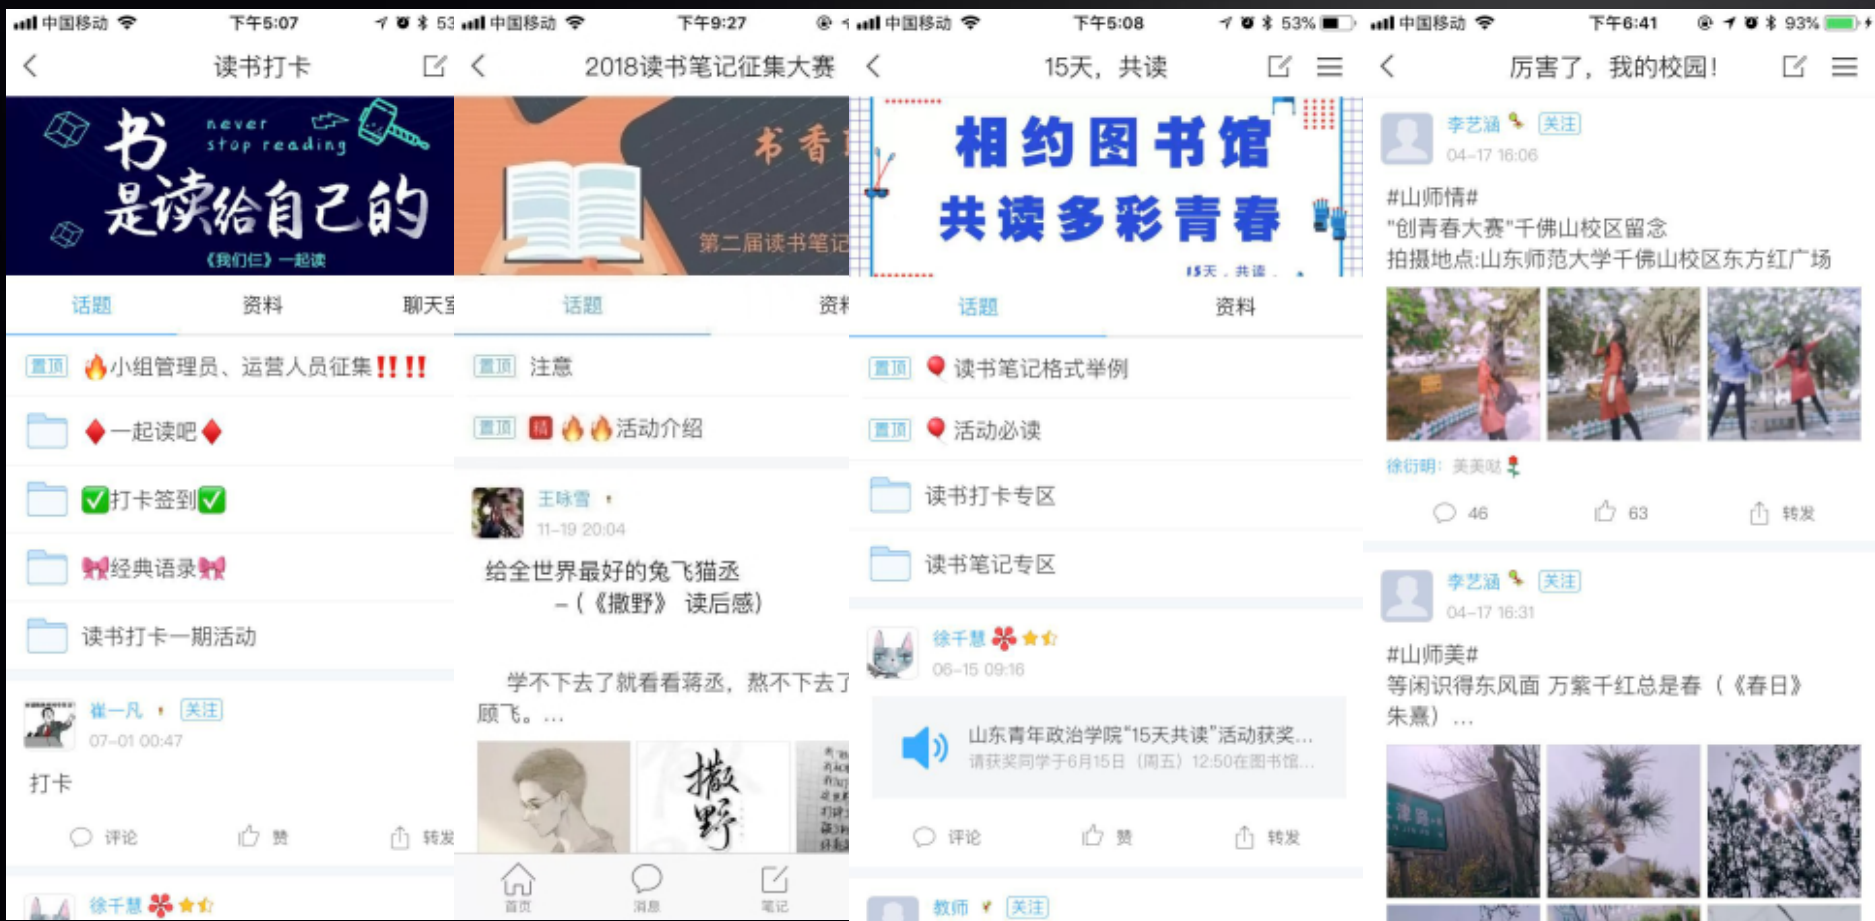 中国移动 下午5:07
读书打卡
书
never
stop reading
是读给自己的
《我们仨》一起读
话题 资料 聊天室
置顶 🔥小组管理员、运营人员征集‼️‼️
♦️一起读吧♦️
✅打卡签到✅
🎀经典语录🎀
读书打卡一期活动
崔一凡 关注
07-01 00:47
打卡
评论 赞 转发
徐千慧
中国移动 下午9:27
2018读书笔记征集大赛
书香
第二届读书笔记
话题 资料
置顶 注意
置顶 精 🔥🔥活动介绍
王咏雪
11-19 20:04
给全世界最好的兔飞猫丞
–(《撒野》 读后感)
学不下去了就看看蒋丞，熬不下去了
顾飞。...
撒野
首页 消息 笔记
中国移动 下午5:08 53%
15天，共读
相约图书馆
共读多彩青春
15天，共读
话题 资料
置顶 🎈读书笔记格式举例
置顶 🎈活动必读
读书打卡专区
读书笔记专区
徐千慧
06-15 09:16
山东青年政治学院“15天共读”活动获奖...
请获奖同学于6月15日（周五）12:50在图书馆...
评论 赞 转发
教师 关注
中国移动 下午6:41 93%
厉害了，我的校园！
李艺涵 关注
04-17 16:06
#山师情#
"创青春大赛"千佛山校区留念
拍摄地点:山东师范大学千佛山校区东方红广场
徐衍明：美美哒🌹
46 63 转发
李艺涵 关注
04-17 16:31
#山师美#
等闲识得东风面 万紫千红总是春（《春日》
朱熹）...